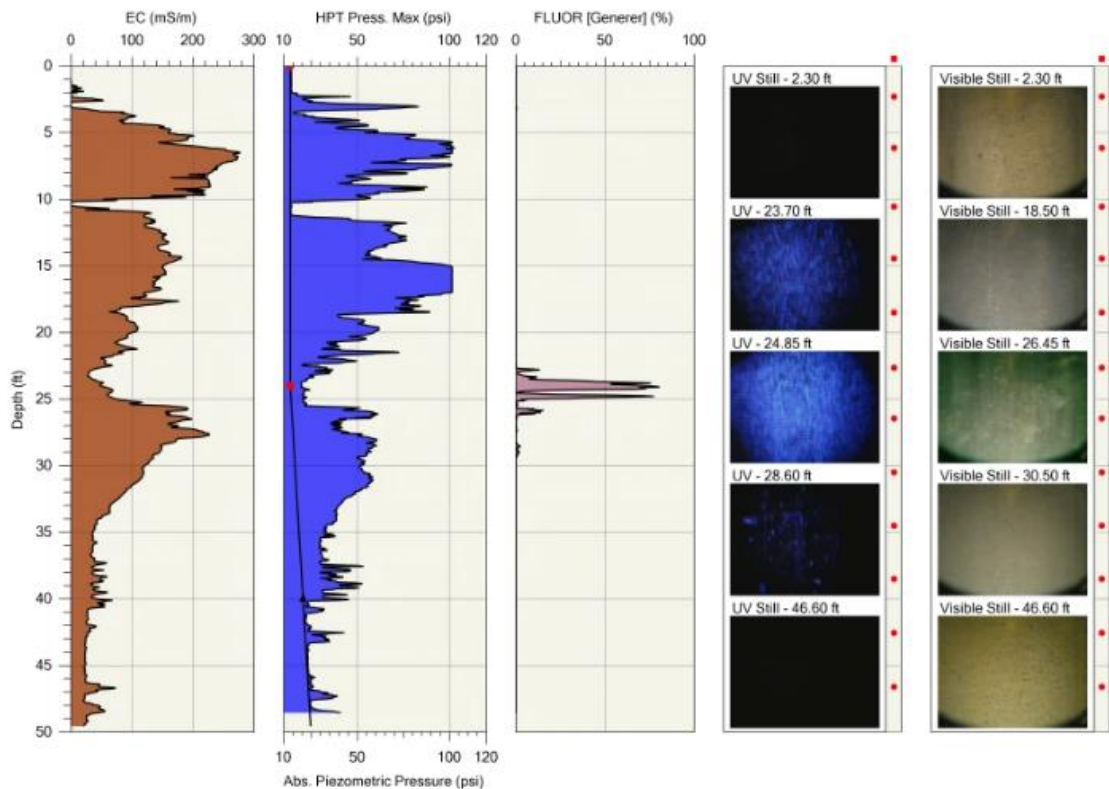 EC (mS/m)
HPT Press. Max (psi)
FLUOR [Generer] (%)
0 100 200 300
10 50 100 120
0 50 100
Depth (ft)
0
5
10
15
20
25
30
35
40
45
50
10 50 100 120
Abs. Piezometric Pressure (psi)
UV Still - 2.30 ft
UV - 23.70 ft
UV - 24.85 ft
UV - 28.60 ft
UV Still - 46.60 ft
Visible Still - 2.30 ft
Visible Still - 18.50 ft
Visible Still - 26.45 ft
Visible Still - 30.50 ft
Visible Still - 46.60 ft